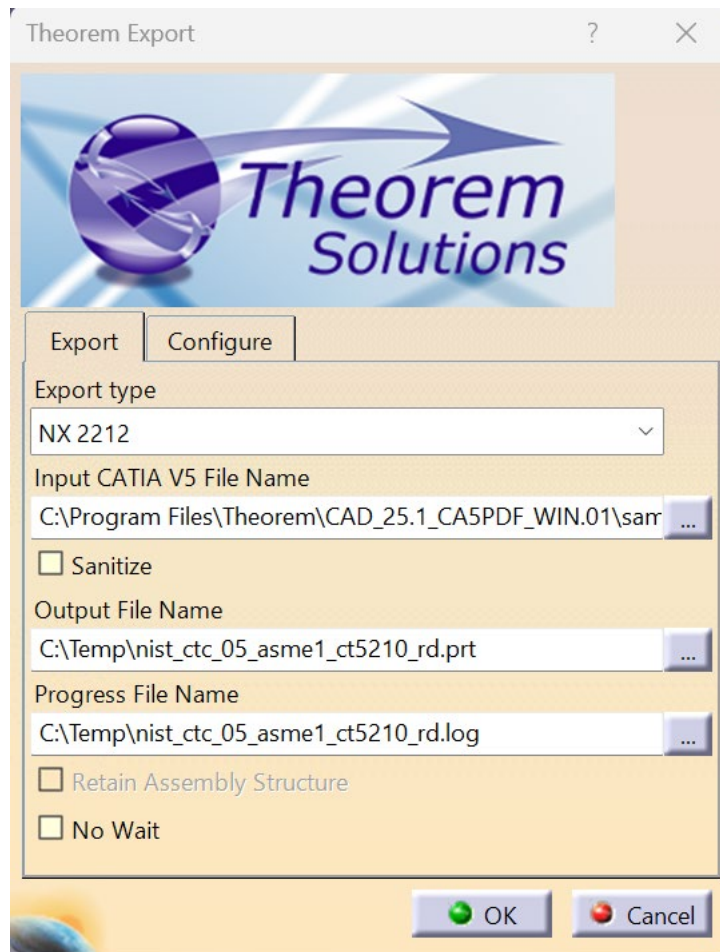 Theorem Export ?
Theorem
Solutions
Export Configure
Export type
NX 2212
Input CATIA V5 File Name
C:\Program Files\Theorem\CAD_25.1_CA5PDF_WIN.01\sam ...
Sanitize
Output File Name
C:\Temp\nist_ctc_05_asme1_ct5210_rd.prt ...
Progress File Name
C:\Temp\nist_ctc_05_asme1_ct5210_rd.log ...
Retain Assembly Structure
No Wait
OK Cancel